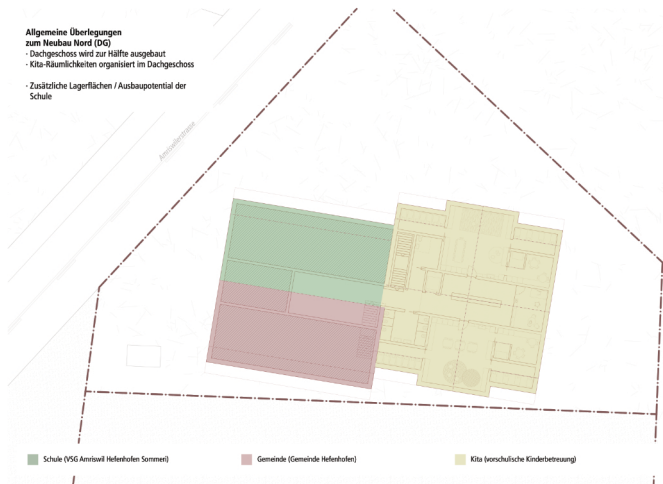 Allgemeine Überlegungen
zum Neubau Nord (DG)
· Dachgeschoss wird zur Hälfte ausgebaut
· Kita-Räumlichkeiten organisiert im Dachgeschoss
· Zusätzliche Lagerflächen / Ausbaupotential der
Schule
Amriswilerstrasse
Schule (VSG Amriswil Hefenhofen Sommeri)
Gemeinde (Gemeinde Hefenhofen)
Kita (vorschulische Kinderbetreuung)